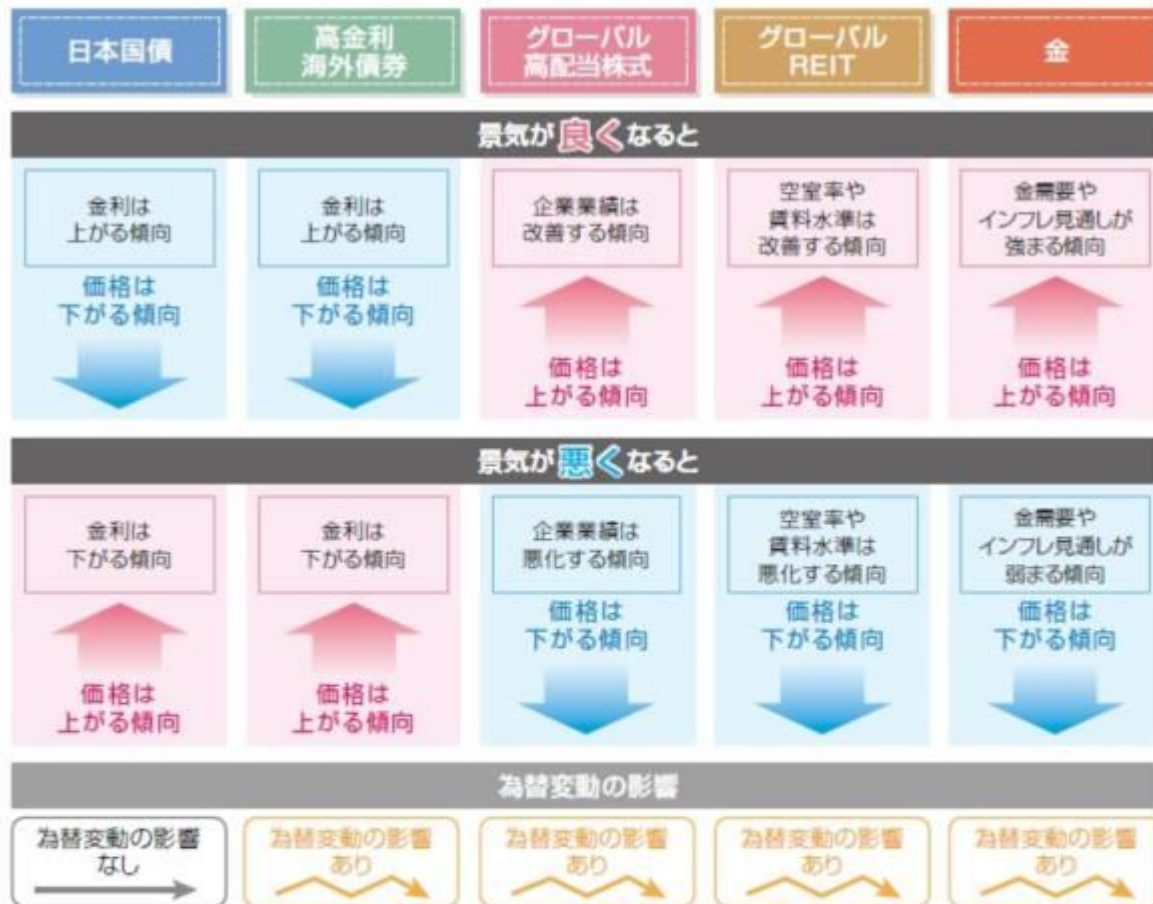 日本国債
高金利
海外債券
グローバル
高配当株式
グローバル
REIT
金
景気が良くなると
金利は
上がる傾向
価格は
下がる傾向
金利は
上がる傾向
価格は
下がる傾向
企業業績は
改善する傾向
価格は
上がる傾向
空室率や
賃料水準は
改善する傾向
価格は
上がる傾向
金需要や
インフレ見通しが
強まる傾向
価格は
上がる傾向
景気が悪くなると
金利は
下がる傾向
価格は
上がる傾向
金利は
下がる傾向
価格は
上がる傾向
企業業績は
悪化する傾向
価格は
下がる傾向
空室率や
賃料水準は
悪化する傾向
価格は
下がる傾向
金需要や
インフレ見通しが
弱まる傾向
価格は
下がる傾向
為替変動の影響
為替変動の影響
なし
為替変動の影響
あり
為替変動の影響
あり
為替変動の影響
あり
為替変動の影響
あり